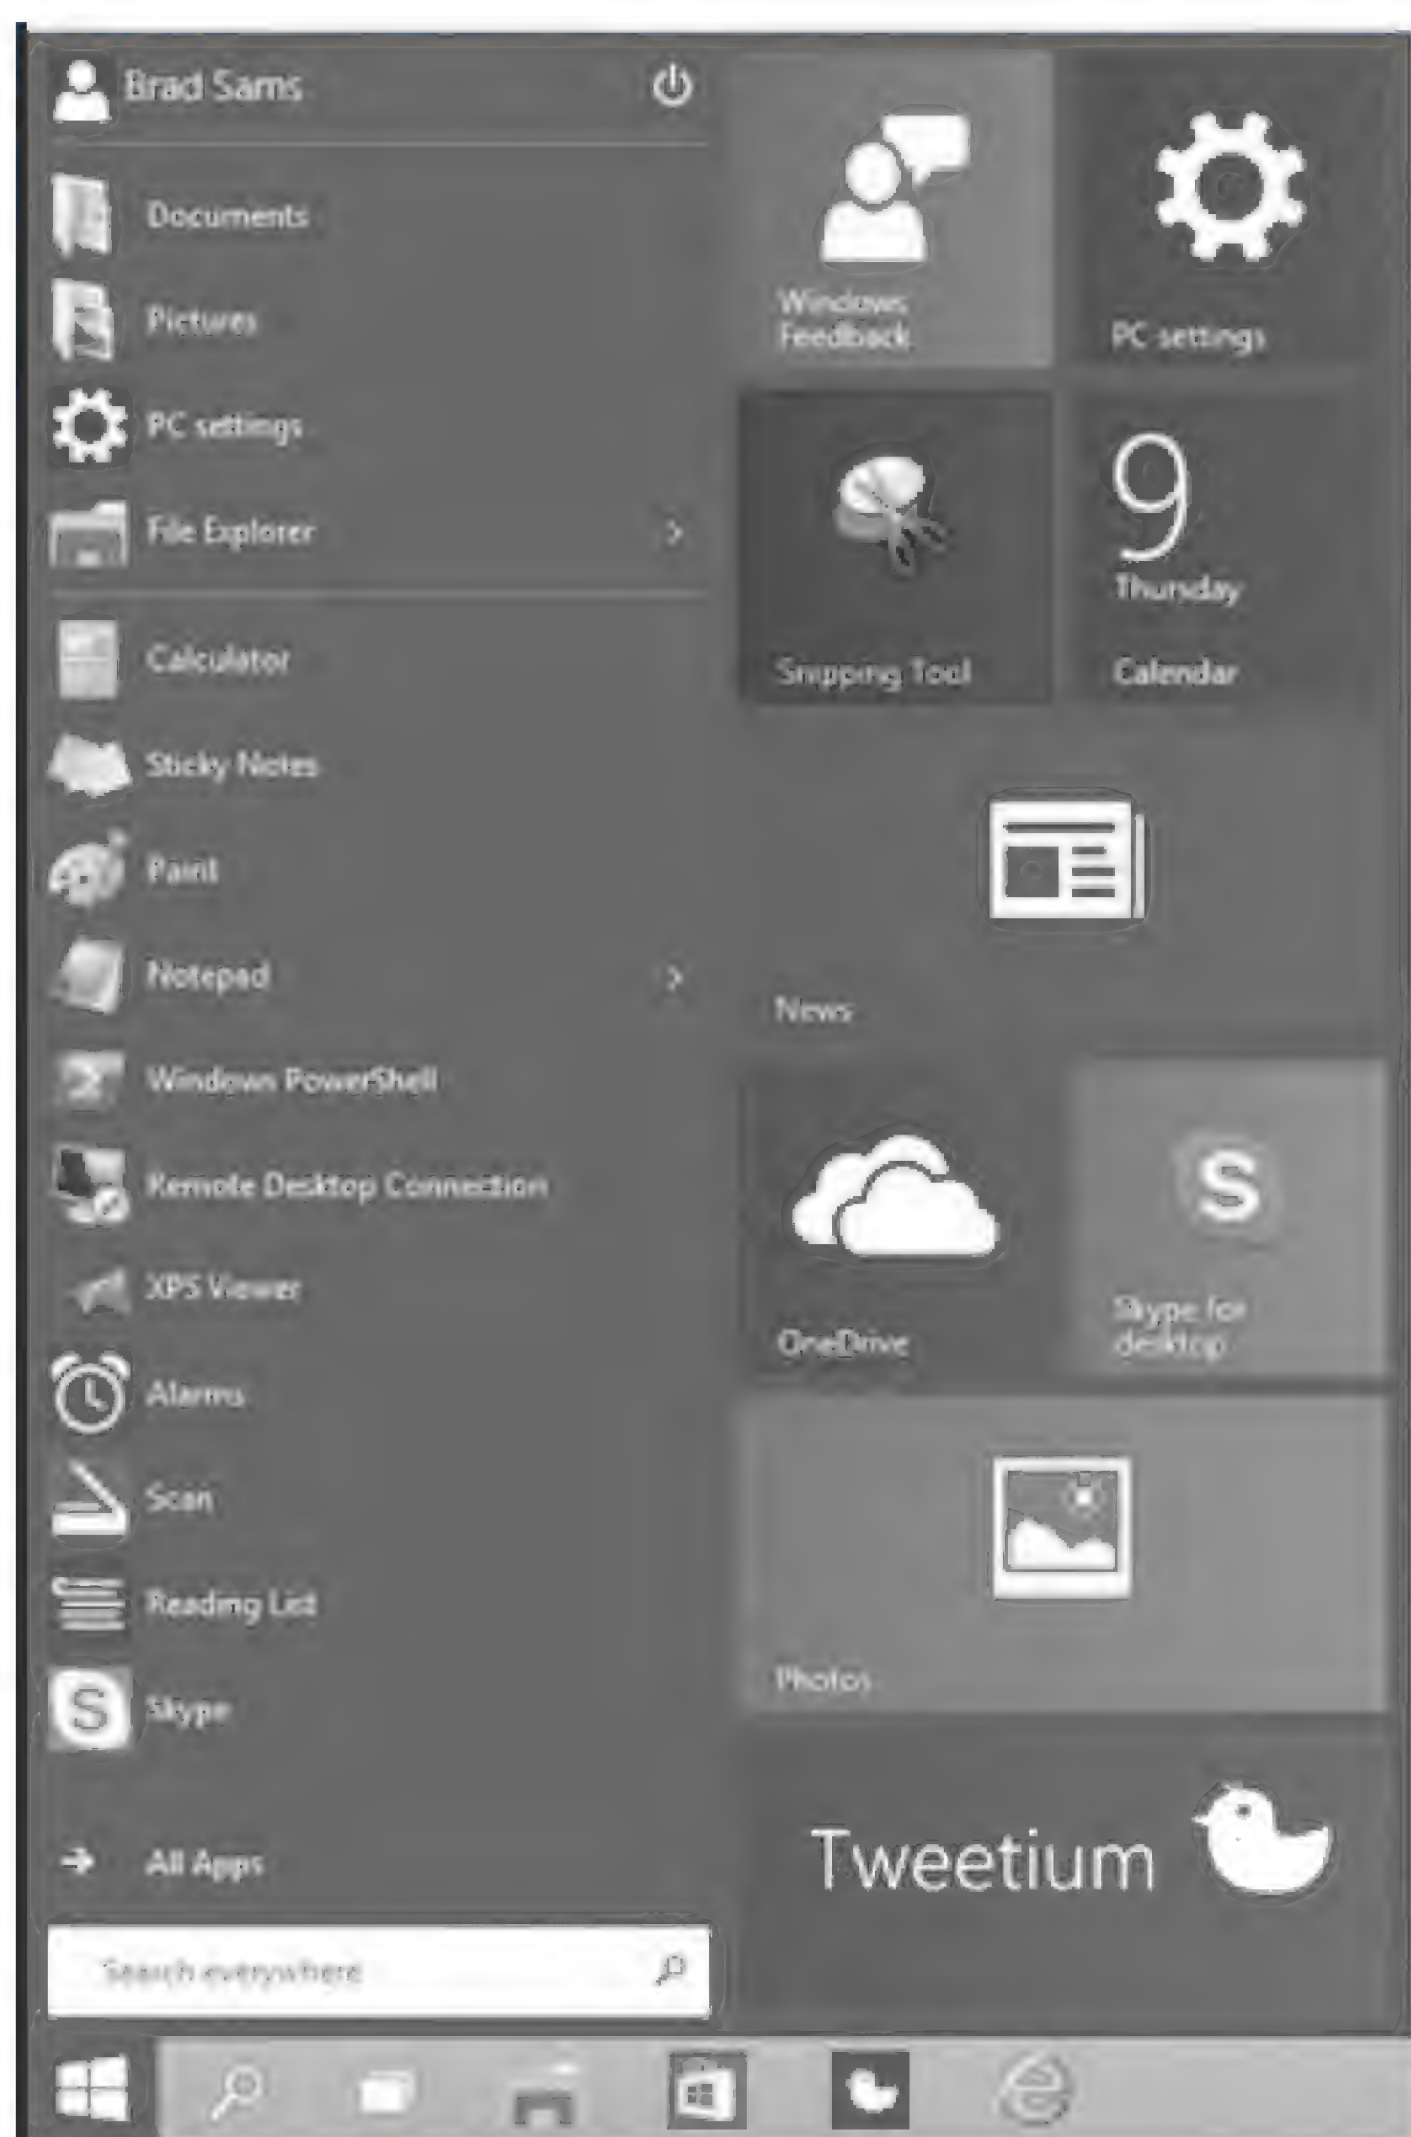 Brad Sams
Documents
Pictures
PC settings
File Explorer
Calculator
Sticky Notes
Paint
Notepad
Windows PowerShell
Remote Desktop Connection
XPS Viewer
Alarms
Scan
Reading List
Skype
All Apps
Search everywhere
Windows
Feedback
PC settings
Snipping Tool
9
Thursday
Calendar
News
OneDrive
S
Skype for
desktop
Photos
Tweetium